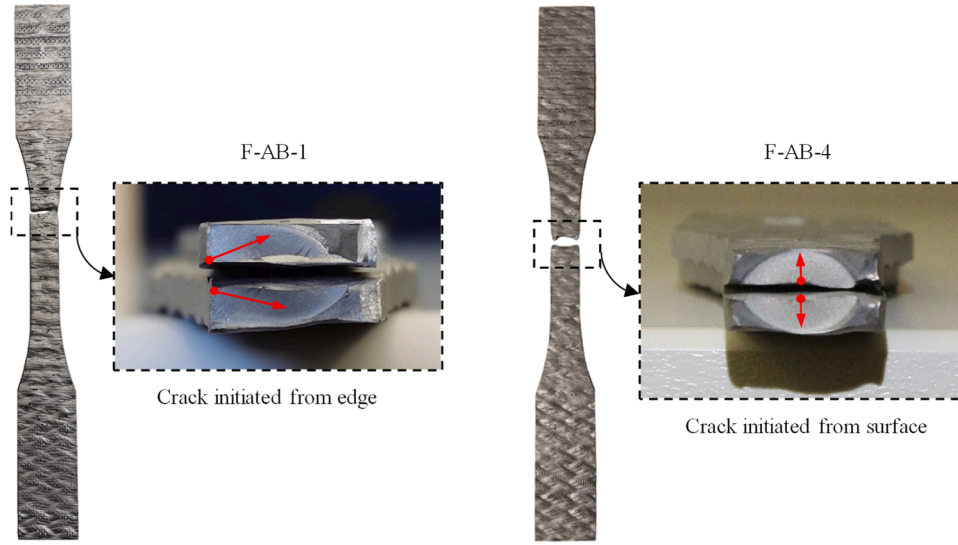 F-AB-1
F-AB-4
Crack initiated from edge
Crack initiated from surface